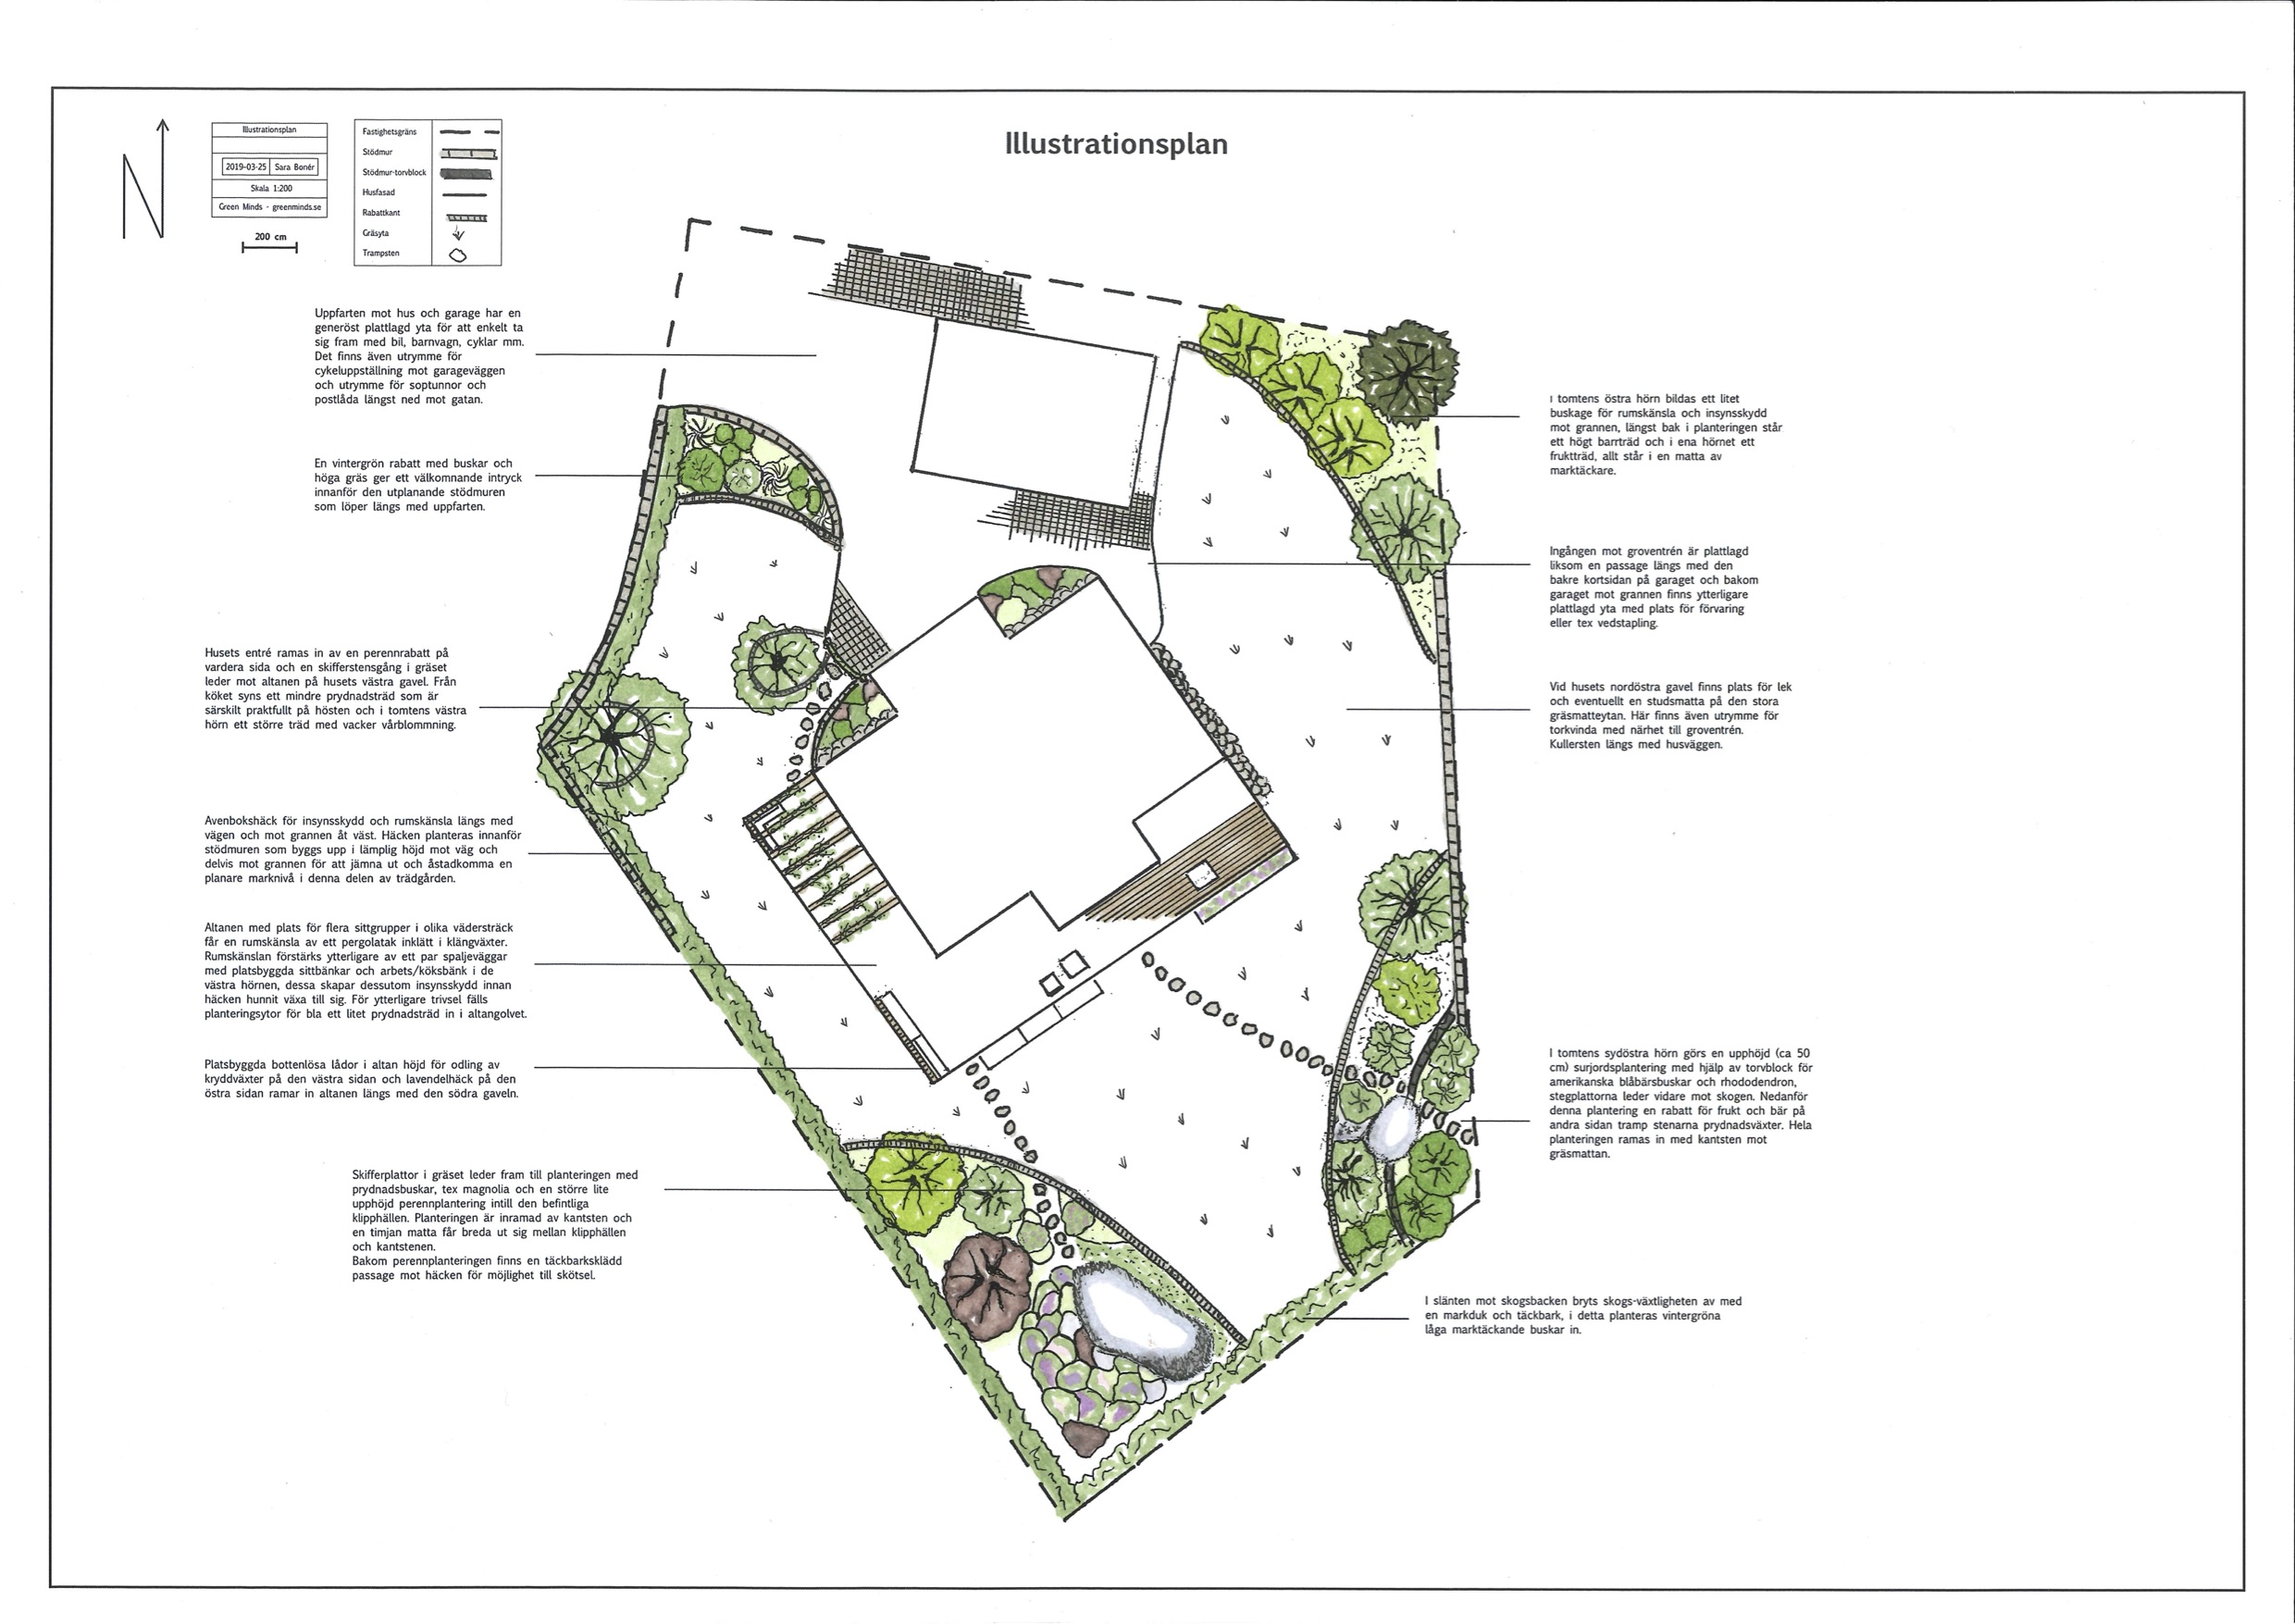 Illustrationsplan
Illustrationsplan
2019-03-25 Sara Bonér
Skala 1:200
Green Minds - greenminds.se
200 cm
N
Fastighetsgräns
Stödmur
Stödmur-torvblock
Husfasad
Rabattkant
Gräsyta
Trampsten
Uppfarten mot hus och garage har en
generöst plattlagd yta för att enkelt ta
sig fram med bil, barnvagn, cyklar mm.
Det finns även utrymme för
cykeluppställning mot garageväggen
och utrymme för soptunnor och
postlåda längst ned mot gatan.
En vintergrön rabatt med buskar och
höga gräs ger ett välkomnande intryck
innanför den utplanande stödmuren
som löper längs med uppfarten.
Husets entré ramas in av en perennrabatt på
vardera sida och en skifferstensgång i gräset
leder mot altanen på husets västra gavel. Från
köket syns ett mindre prydnadsträd som är
särskilt praktfullt på hösten och i tomtens västra
hörn ett större träd med vacker vårblommning.
Avenbokshäck för insynsskydd och rumskänsla längs med
vägen och mot grannen åt väst. Häcken planteras innanför
stödmuren som byggs upp i lämplig höjd mot väg och
delvis mot grannen för att jämna ut och åstadkomma en
planare marknivå i denna delen av trädgården.
Altanen med plats för flera sittgrupper i olika vädersträck
får en rumskänsla av ett pergolatak inklätt i klängväxter.
Rumskänslan förstärks ytterligare av ett par spaljeväggar
med platsbyggda sittbänkar och arbets/köksbänk i de
västra hörnen, dessa skapar dessutom insynsskydd innan
häcken hunnit växa till sig. För ytterligare trivsel fälls
planteringsytor för bla ett litet prydnadsträd in i altangolvet.
Platsbyggda bottenlösa lådor i altan höjd för odling av
kryddväxter på den västra sidan och lavendelhäck på den
östra sidan ramar in altanen längs med den södra gaveln.
Skifferplattor i gräset leder fram till planteringen med
prydnadsbuskar, tex magnolia och en större lite
upphöjd perennplantering intill den befintliga
klipphällen. Planteringen är inramad av kantsten och
en timjan matta får breda ut sig mellan klipphällen
och kantstenen.
Bakom perennplanteringen finns en täckbarksklädd
passage mot häcken för möjlighet till skötsel.
I tomtens östra hörn bildas ett litet
buskage för rumskänsla och insynsskydd
mot grannen, längst bak i planteringen står
ett högt barrträd och i ena hörnet ett
fruktträd, allt står i en matta av
marktäckare.
Ingången mot groventrén är plattlagd
liksom en passage längs med den
bakre kortsidan på garaget och bakom
garaget mot grannen finns ytterligare
plattlagd yta med plats för förvaring
eller tex vedstapling.
Vid husets nordöstra gavel finns plats för lek
och eventuellt en studsmatta på den stora
gräsmatteytan. Här finns även utrymme för
torkvinda med närhet till groventrén.
Kullersten längs med husväggen.
I tomtens sydöstra hörn görs en upphöjd (ca 50
cm) surjordsplantering med hjälp av torvblock för
amerikanska blåbärsbuskar och rhododendron,
stegplattorna leder vidare mot skogen. Nedanför
denna plantering en rabatt för frukt och bär på
andra sidan tramp stenarna prydnadsväxter. Hela
planteringen ramas in med kantsten mot
gräsmattan.
I slänten mot skogsbacken bryts skogs-växtligheten av med
en markduk och täckbark, i detta planteras vintergröna
låga marktäckande buskar in.